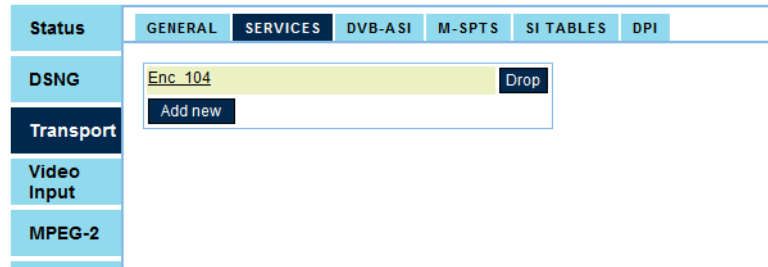 Status
GENERAL SERVICES DVB-ASI M-SPTS SI TABLES DPI
DSNG
Enc_104 Drop
Add new
Transport
Video
Input
MPEG-2